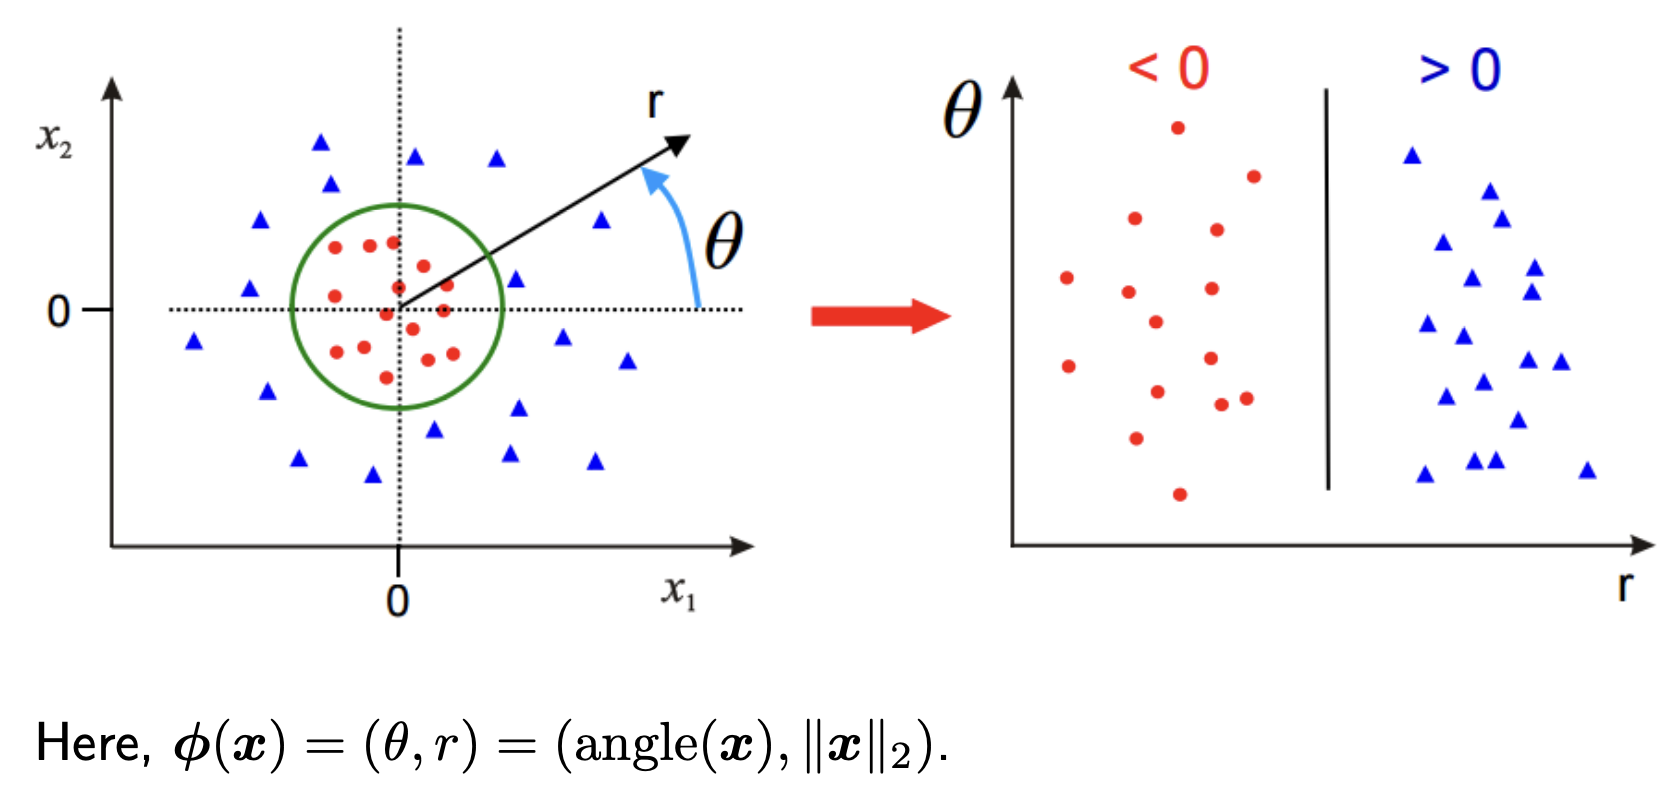 < 0
> 0
r
θ
x₂
θ
0
0
x₁
r
Here, ϕ(x) = (θ, r) = (angle(x), ‖x‖₂).